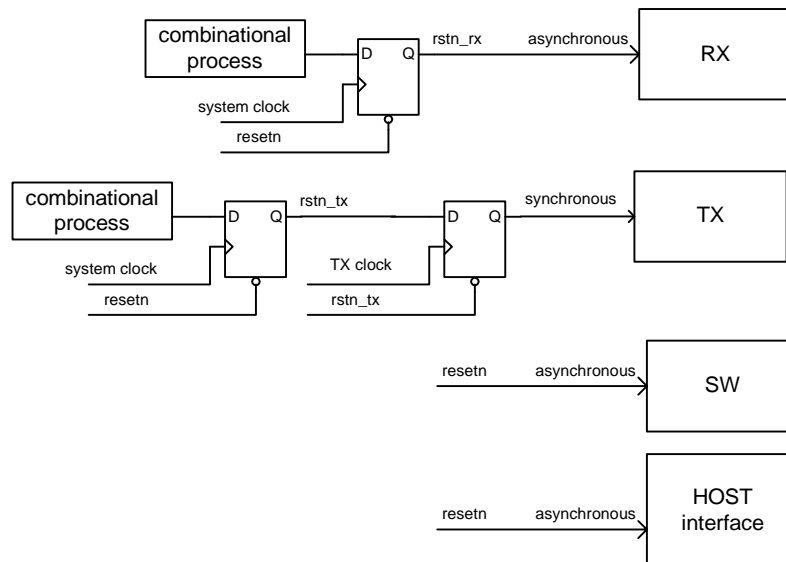 combinational
process
D
Q
rstn_rx
asynchronous
RX
system clock
resetn
combinational
process
D
Q
rstn_tx
D
Q
synchronous
TX
system clock
TX clock
resetn
rstn_tx
resetn
asynchronous
SW
resetn
asynchronous
HOST
interface